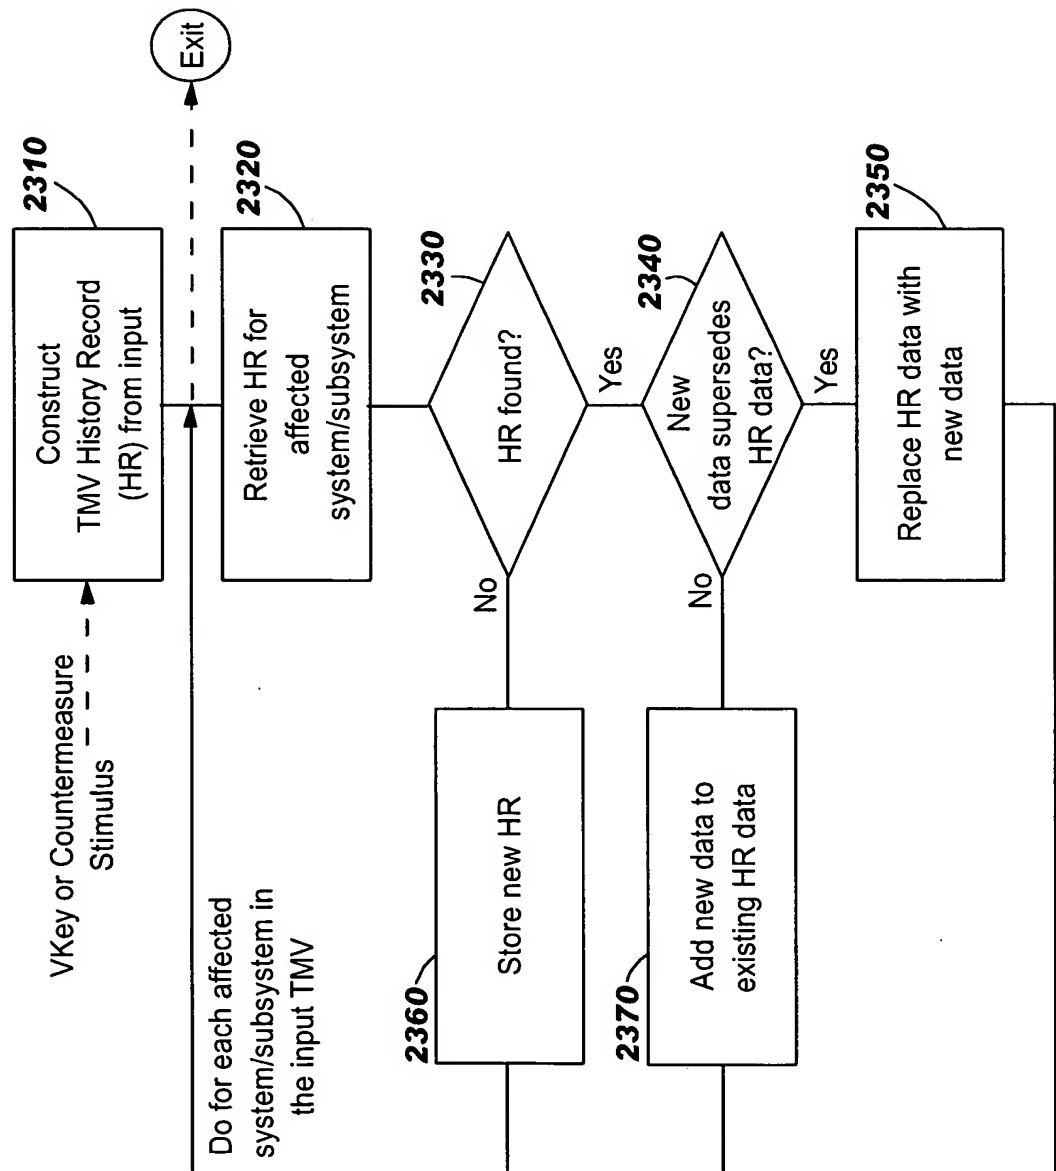 VKey or Countermeasure
Stimulus
2310
Construct
TMV History Record
(HR) from input
Exit
Do for each affected
system/subsystem in
the input TMV
2320
Retrieve HR for
affected
system/subsystem
2330
HR found?
No
Yes
2360
Store new HR
2340
New
data supersedes
HR data?
No
Yes
2370
Add new data to
existing HR data
2350
Replace HR data with
new data